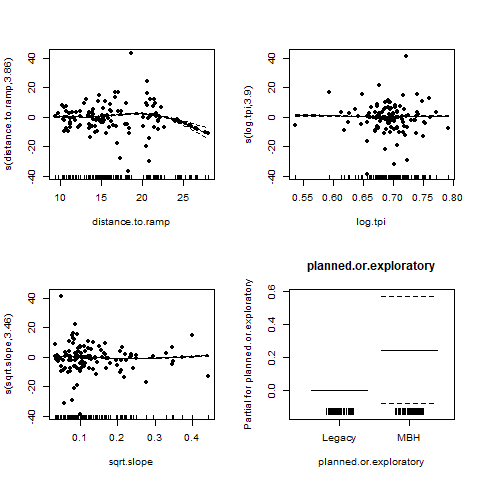 s(distance.to.ramp,3.86)
40
20
0
-20
-40
10 15 20 25
distance.to.ramp
s(log.tpi,3.9)
40
20
0
-20
-40
0.55 0.60 0.65 0.70 0.75 0.80
log.tpi
s(sqrt.slope,3.46)
40
20
0
-20
-40
0.1 0.2 0.3 0.4
sqrt.slope
planned.or.exploratory
Partial for planned.or.exploratory
0.6
0.4
0.2
0.0
Legacy MBH
planned.or.exploratory